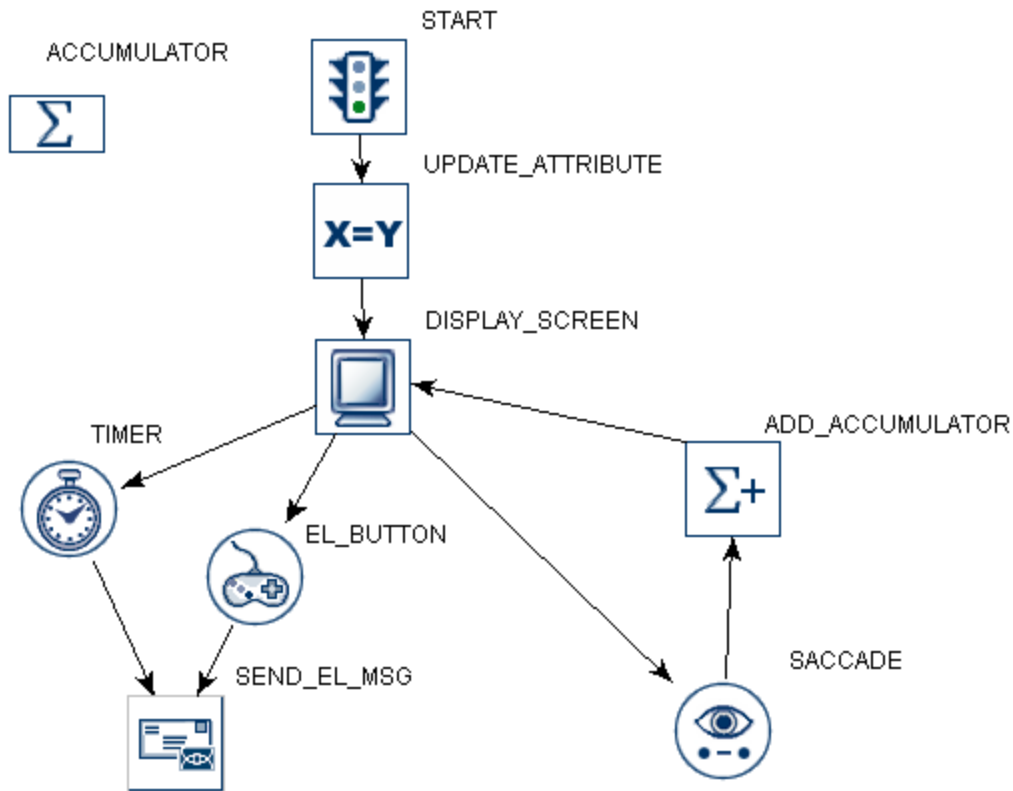 START
ACCUMULATOR
Σ
UPDATE_ATTRIBUTE
X=Y
DISPLAY_SCREEN
ADD_ACCUMULATOR
TIMER
Σ+
EL_BUTTON
SACCADE
SEND_EL_MSG